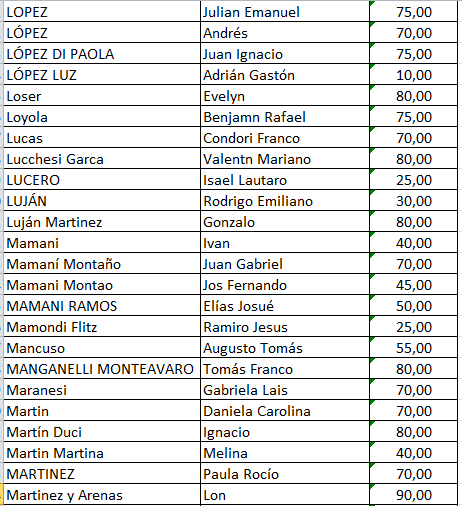 LOPEZ Julian Emanuel 75,00
LÓPEZ Andrés 70,00
LÓPEZ DI PAOLA Juan Ignacio 75,00
LÓPEZ LUZ Adrián Gastón 10,00
Loser Evelyn 80,00
Loyola Benjamn Rafael 75,00
Lucas Condori Franco 70,00
Lucchesi Garca Valentn Mariano 80,00
LUCERO Isael Lautaro 25,00
LUJÁN Rodrigo Emiliano 30,00
Luján Martinez Gonzalo 80,00
Mamani Ivan 40,00
Mamaní Montaño Juan Gabriel 70,00
Mamani Montao Jos Fernando 45,00
MAMANI RAMOS Elías Josué 50,00
Mamondi Flitz Ramiro Jesus 25,00
Mancuso Augusto Tomás 55,00
MANGANELLI MONTEAVARO Tomás Franco 80,00
Maranesi Gabriela Lais 70,00
Martin Daniela Carolina 70,00
Martín Duci Ignacio 80,00
Martin Martina Melina 40,00
MARTINEZ Paula Rocío 70,00
Martinez y Arenas Lon 90,00